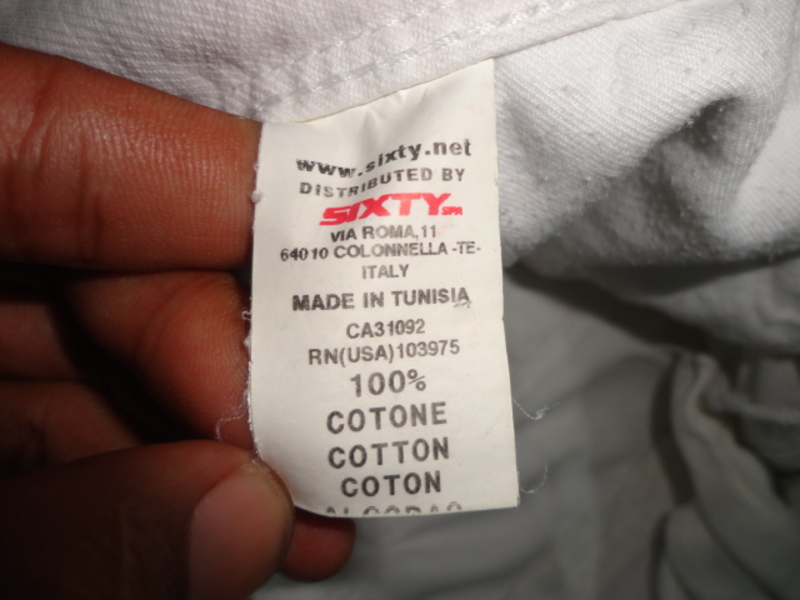 www.sixty.net
DISTRIBUTED BY
SIXTY SPA
VIA ROMA,11
64010 COLONNELLA -TE-
ITALY
MADE IN TUNISIA
CA31092
RN(USA)103975
100%
COTONE
COTTON
COTON